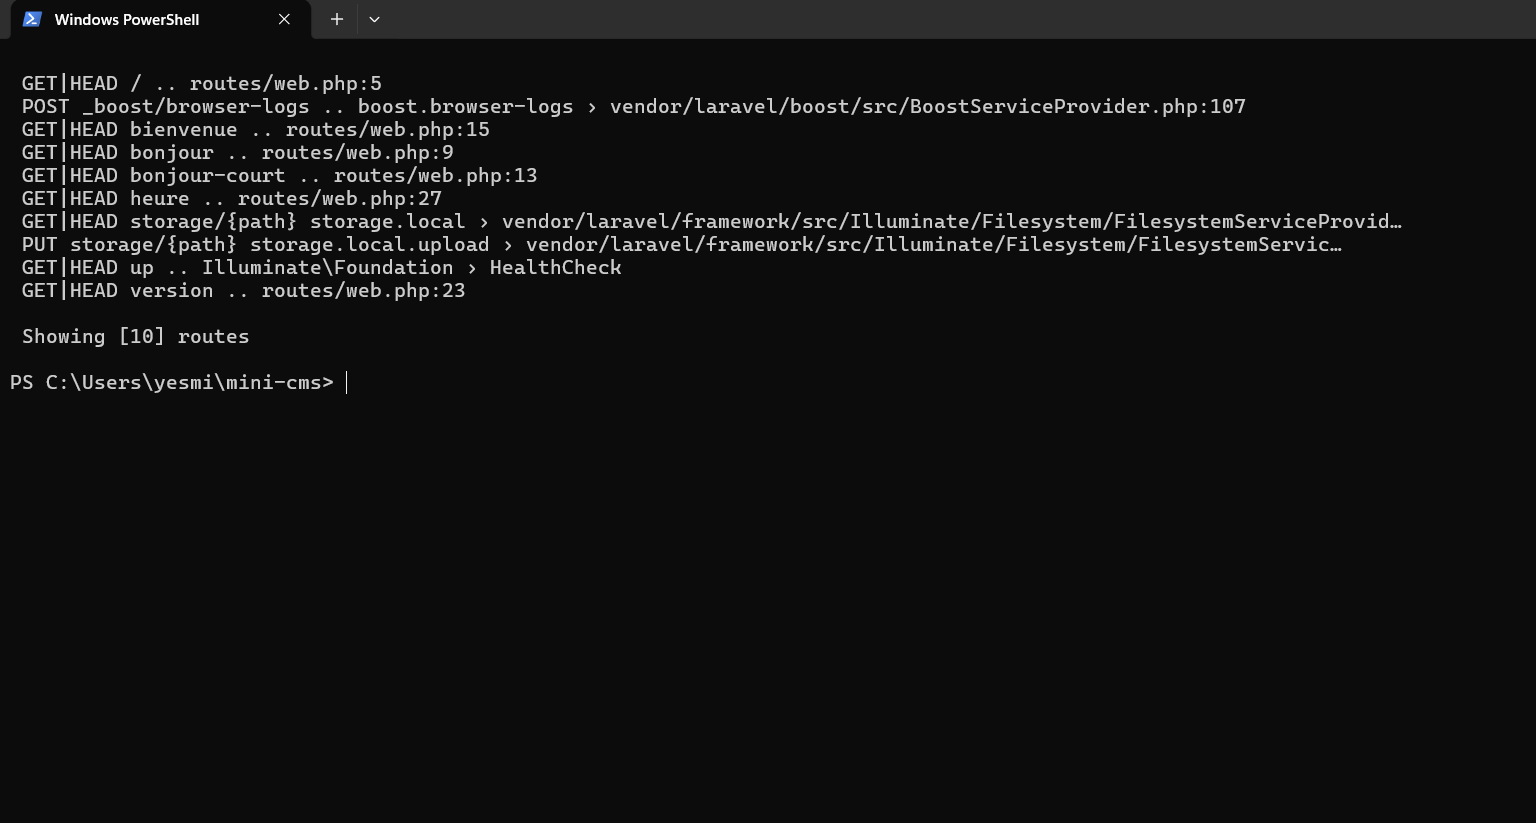 Windows PowerShell
GET|HEAD / .. routes/web.php:5
POST _boost/browser-logs .. boost.browser-logs › vendor/laravel/boost/src/BoostServiceProvider.php:107
GET|HEAD bienvenue .. routes/web.php:15
GET|HEAD bonjour .. routes/web.php:9
GET|HEAD bonjour-court .. routes/web.php:13
GET|HEAD heure .. routes/web.php:27
GET|HEAD storage/{path} storage.local › vendor/laravel/framework/src/Illuminate/Filesystem/FilesystemServiceProvid…
PUT storage/{path} storage.local.upload › vendor/laravel/framework/src/Illuminate/Filesystem/FilesystemServic…
GET|HEAD up .. Illuminate\Foundation › HealthCheck
GET|HEAD version .. routes/web.php:23
Showing [10] routes
PS C:\Users\yesmi\mini-cms>